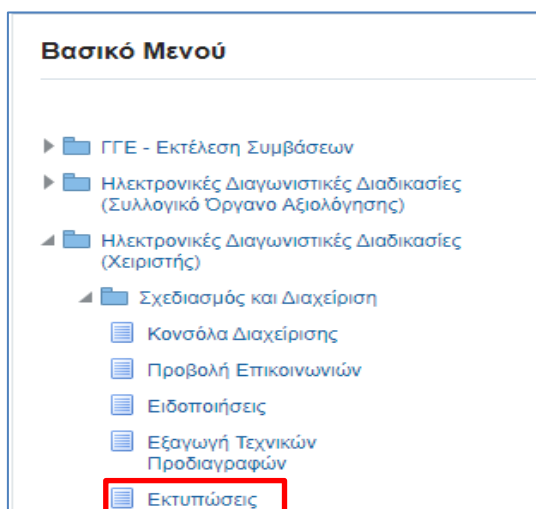 Βασικό Μενού
ΓΓΕ - Εκτέλεση Συμβάσεων
Ηλεκτρονικές Διαγωνιστικές Διαδικασίες
(Συλλογικό Όργανο Αξιολόγησης)
Ηλεκτρονικές Διαγωνιστικές Διαδικασίες
(Χειριστής)
Σχεδιασμός και Διαχείριση
Κονσόλα Διαχείρισης
Προβολή Επικοινωνιών
Ειδοποιήσεις
Εξαγωγή Τεχνικών
Προδιαγραφών
Εκτυπώσεις